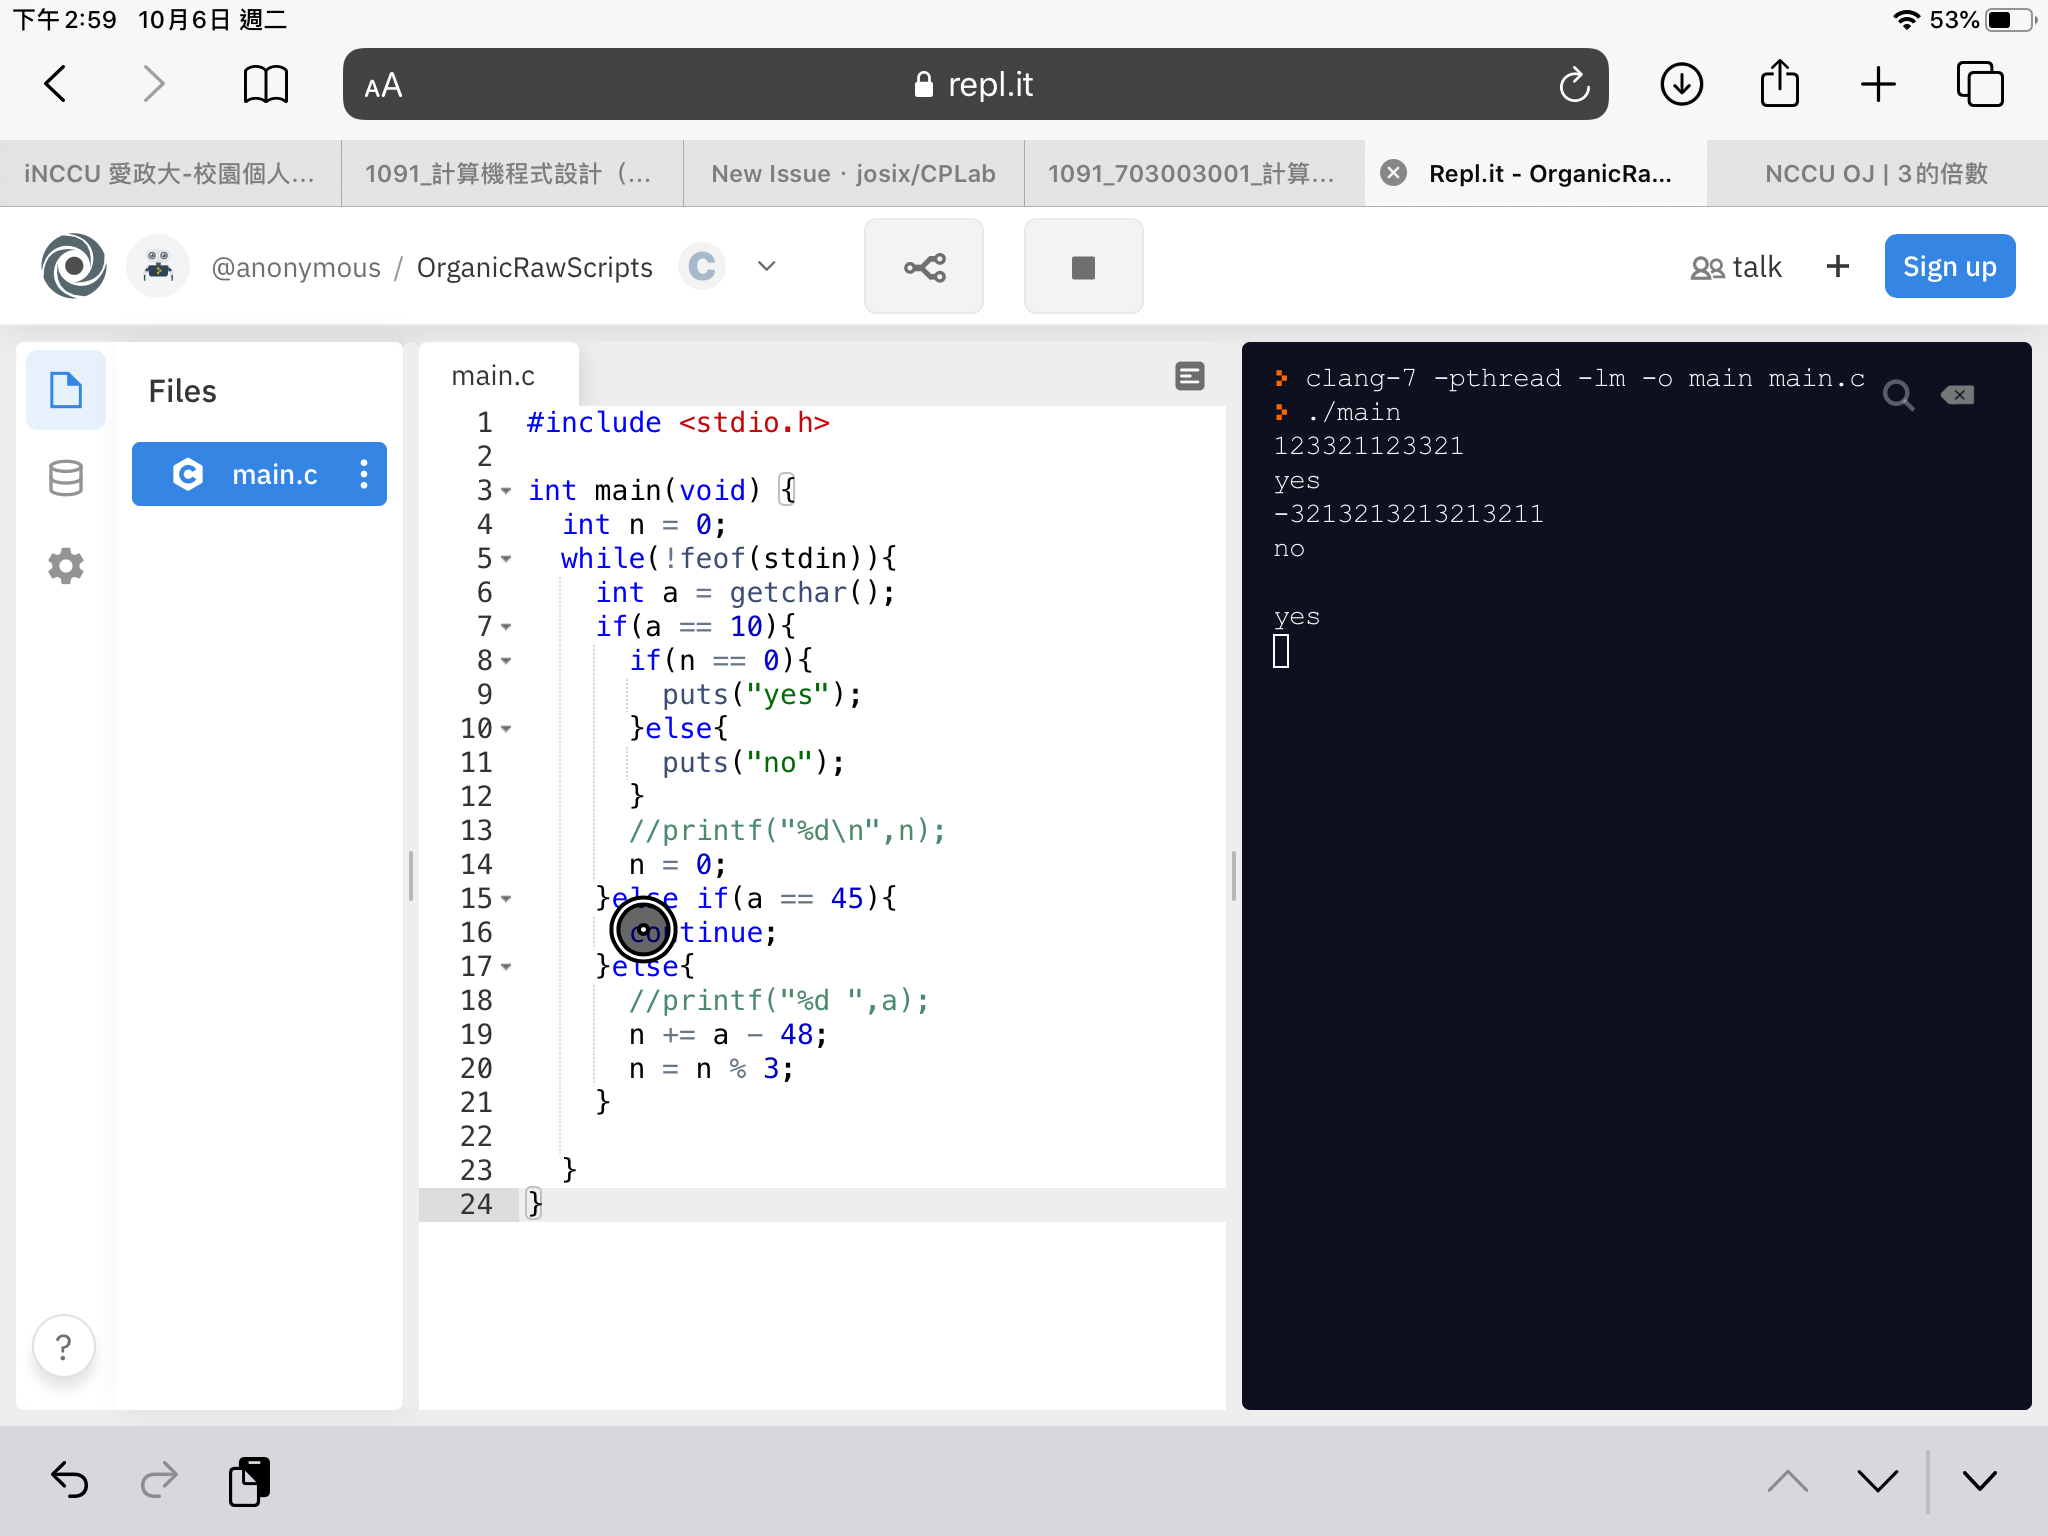 下午2:59 10月6日 週二
53%
AA
repl.it
iNCCU 愛政大-校園個人...
1091_計算機程式設計（...
New Issue · josix/CPLab
1091_703003001_計算...
Repl.it - OrganicRa...
NCCU OJ | 3的倍數
@anonymous / OrganicRawScripts
C
talk
+
Sign up
Files
main.c
main.c
1 #include <stdio.h>
2
3 int main(void) {
4 int n = 0;
5 while(!feof(stdin)){
6 int a = getchar();
7 if(a == 10){
8 if(n == 0){
9 puts("yes");
10 }else{
11 puts("no");
12 }
13 //printf("%d\n",n);
14 n = 0;
15 }else if(a == 45){
16 continue;
17 }else{
18 //printf("%d ",a);
19 n += a - 48;
20 n = n % 3;
21 }
22
23 }
24 }
clang-7 -pthread -lm -o main main.c
./main
123321123321
yes
-3213213213213211
no
yes
?